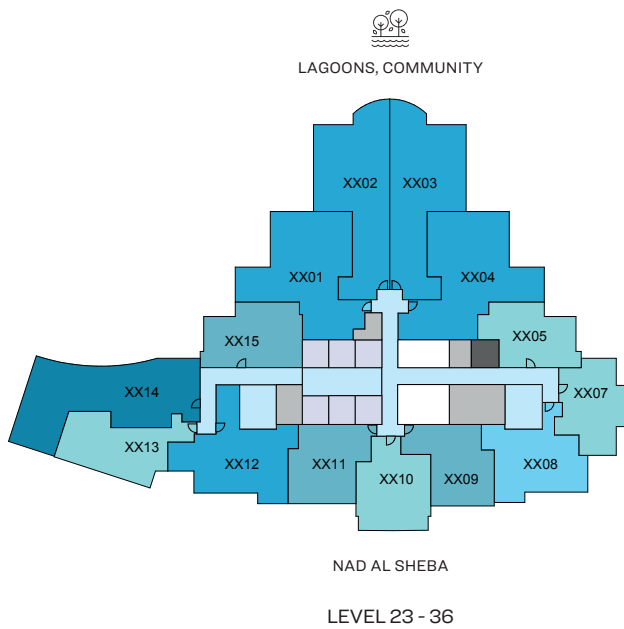 LAGOONS, COMMUNITY
XX02 XX03
XX01 XX04
XX15 XX05
XX14 XX07
XX13
XX12 XX11 XX10 XX09 XX08
NAD AL SHEBA
LEVEL 23 - 36